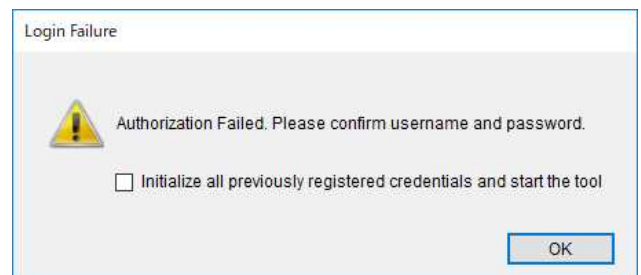 Login Failure
Authorization Failed. Please confirm username and password.
Initialize all previously registered credentials and start the tool
OK